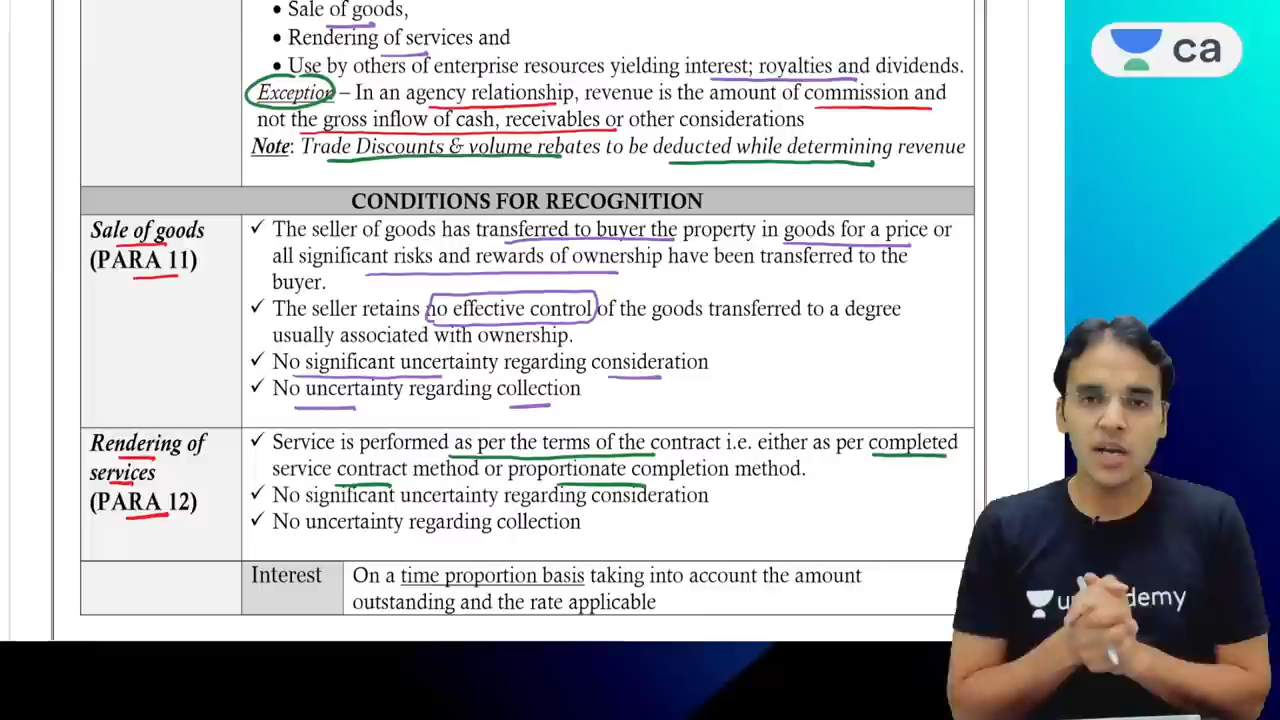 • Sale of goods,
• Rendering of services and
• Use by others of enterprise resources yielding interest; royalties and dividends.
Exception – In an agency relationship, revenue is the amount of commission and
not the gross inflow of cash, receivables or other considerations
Note: Trade Discounts & volume rebates to be deducted while determining revenue
CONDITIONS FOR RECOGNITION
Sale of goods
(PARA 11)
✓ The seller of goods has transferred to buyer the property in goods for a price or
all significant risks and rewards of ownership have been transferred to the
buyer.
✓ The seller retains no effective control of the goods transferred to a degree
usually associated with ownership.
✓ No significant uncertainty regarding consideration
✓ No uncertainty regarding collection
Rendering of
services
(PARA 12)
✓ Service is performed as per the terms of the contract i.e. either as per completed
service contract method or proportionate completion method.
✓ No significant uncertainty regarding consideration
✓ No uncertainty regarding collection
Interest
On a time proportion basis taking into account the amount
outstanding and the rate applicable
ca